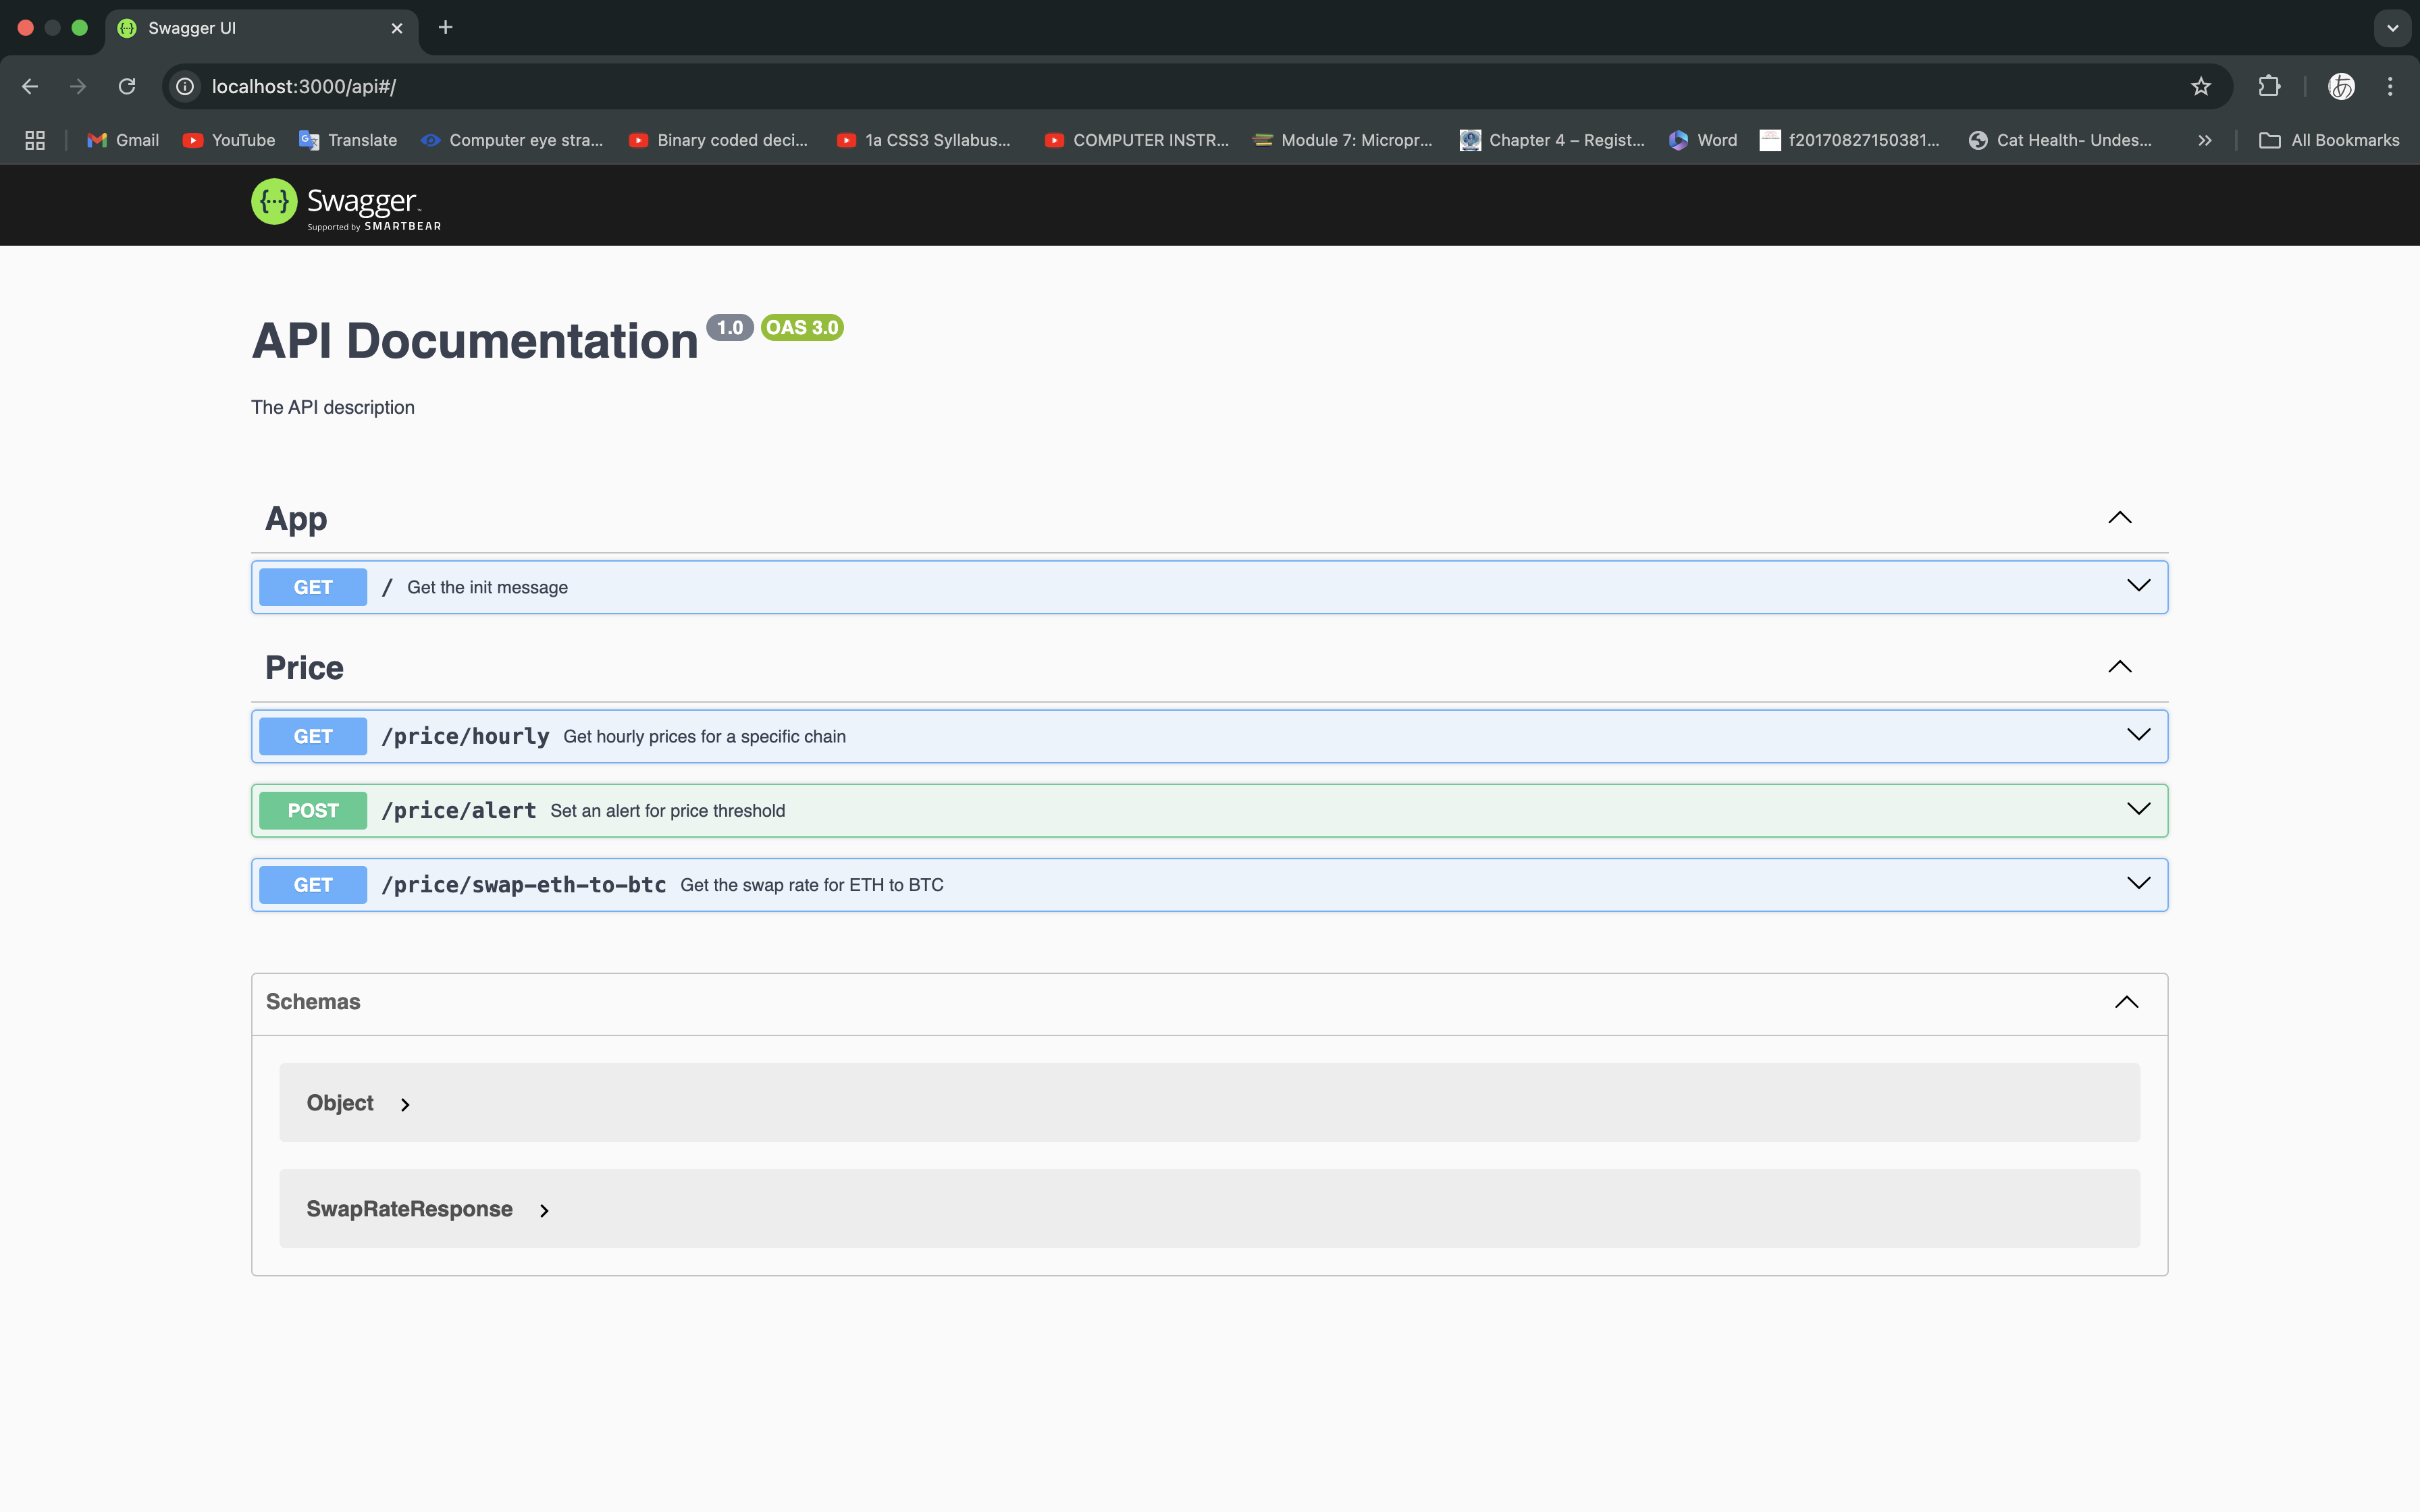 Swagger UI
localhost:3000/api#/
Gmail YouTube Translate Computer eye stra... Binary coded deci... 1a CSS3 Syllabus... COMPUTER INSTR... Module 7: Micropr... Chapter 4 – Regist... Word f20170827150381... Cat Health- Undes... All Bookmarks
Swagger
Supported by SMARTBEAR
API Documentation 1.0 OAS 3.0
The API description
App
GET / Get the init message
Price
GET /price/hourly Get hourly prices for a specific chain
POST /price/alert Set an alert for price threshold
GET /price/swap-eth-to-btc Get the swap rate for ETH to BTC
Schemas
Object
SwapRateResponse